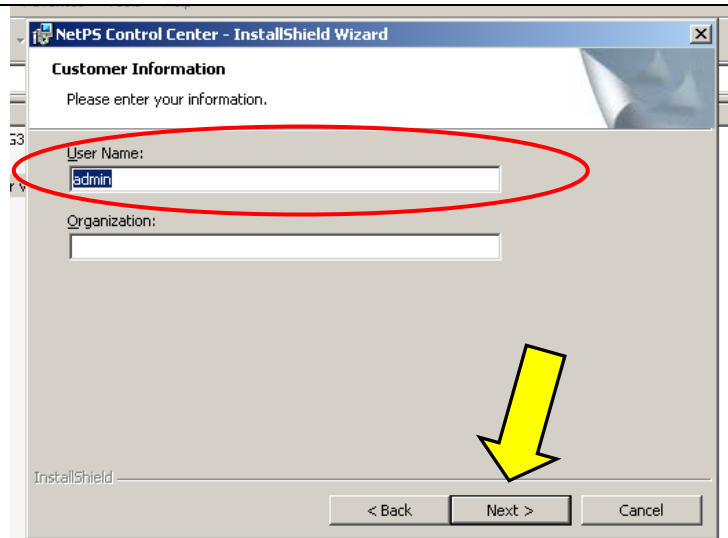 NetPS Control Center - InstallShield Wizard
Customer Information
Please enter your information.
G3
User Name:
admin
Organization:
InstallShield
< Back Next > Cancel